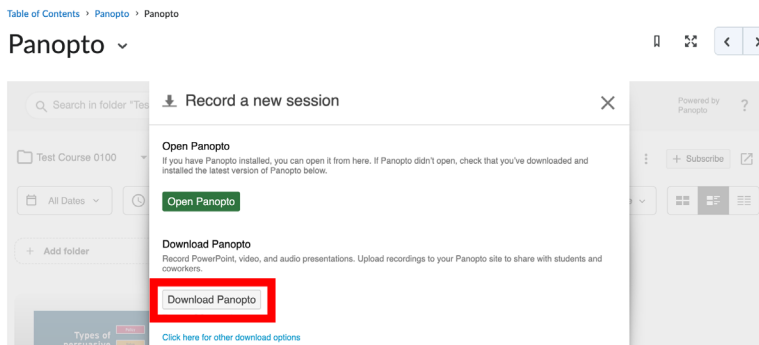 Table of Contents › Panopto › Panopto
Panopto
Record a new session
Search in folder "Tes
Powered by
Panopto
?
Open Panopto
If you have Panopto installed, you can open it from here. If Panopto didn't open, check that you've downloaded and
installed the latest version of Panopto below.
Test Course 0100
+ Subscribe
Open Panopto
All Dates
Download Panopto
Record PowerPoint, video, and audio presentations. Upload recordings to your Panopto site to share with students and
coworkers.
+ Add folder
Download Panopto
Click here for other download options
Types of